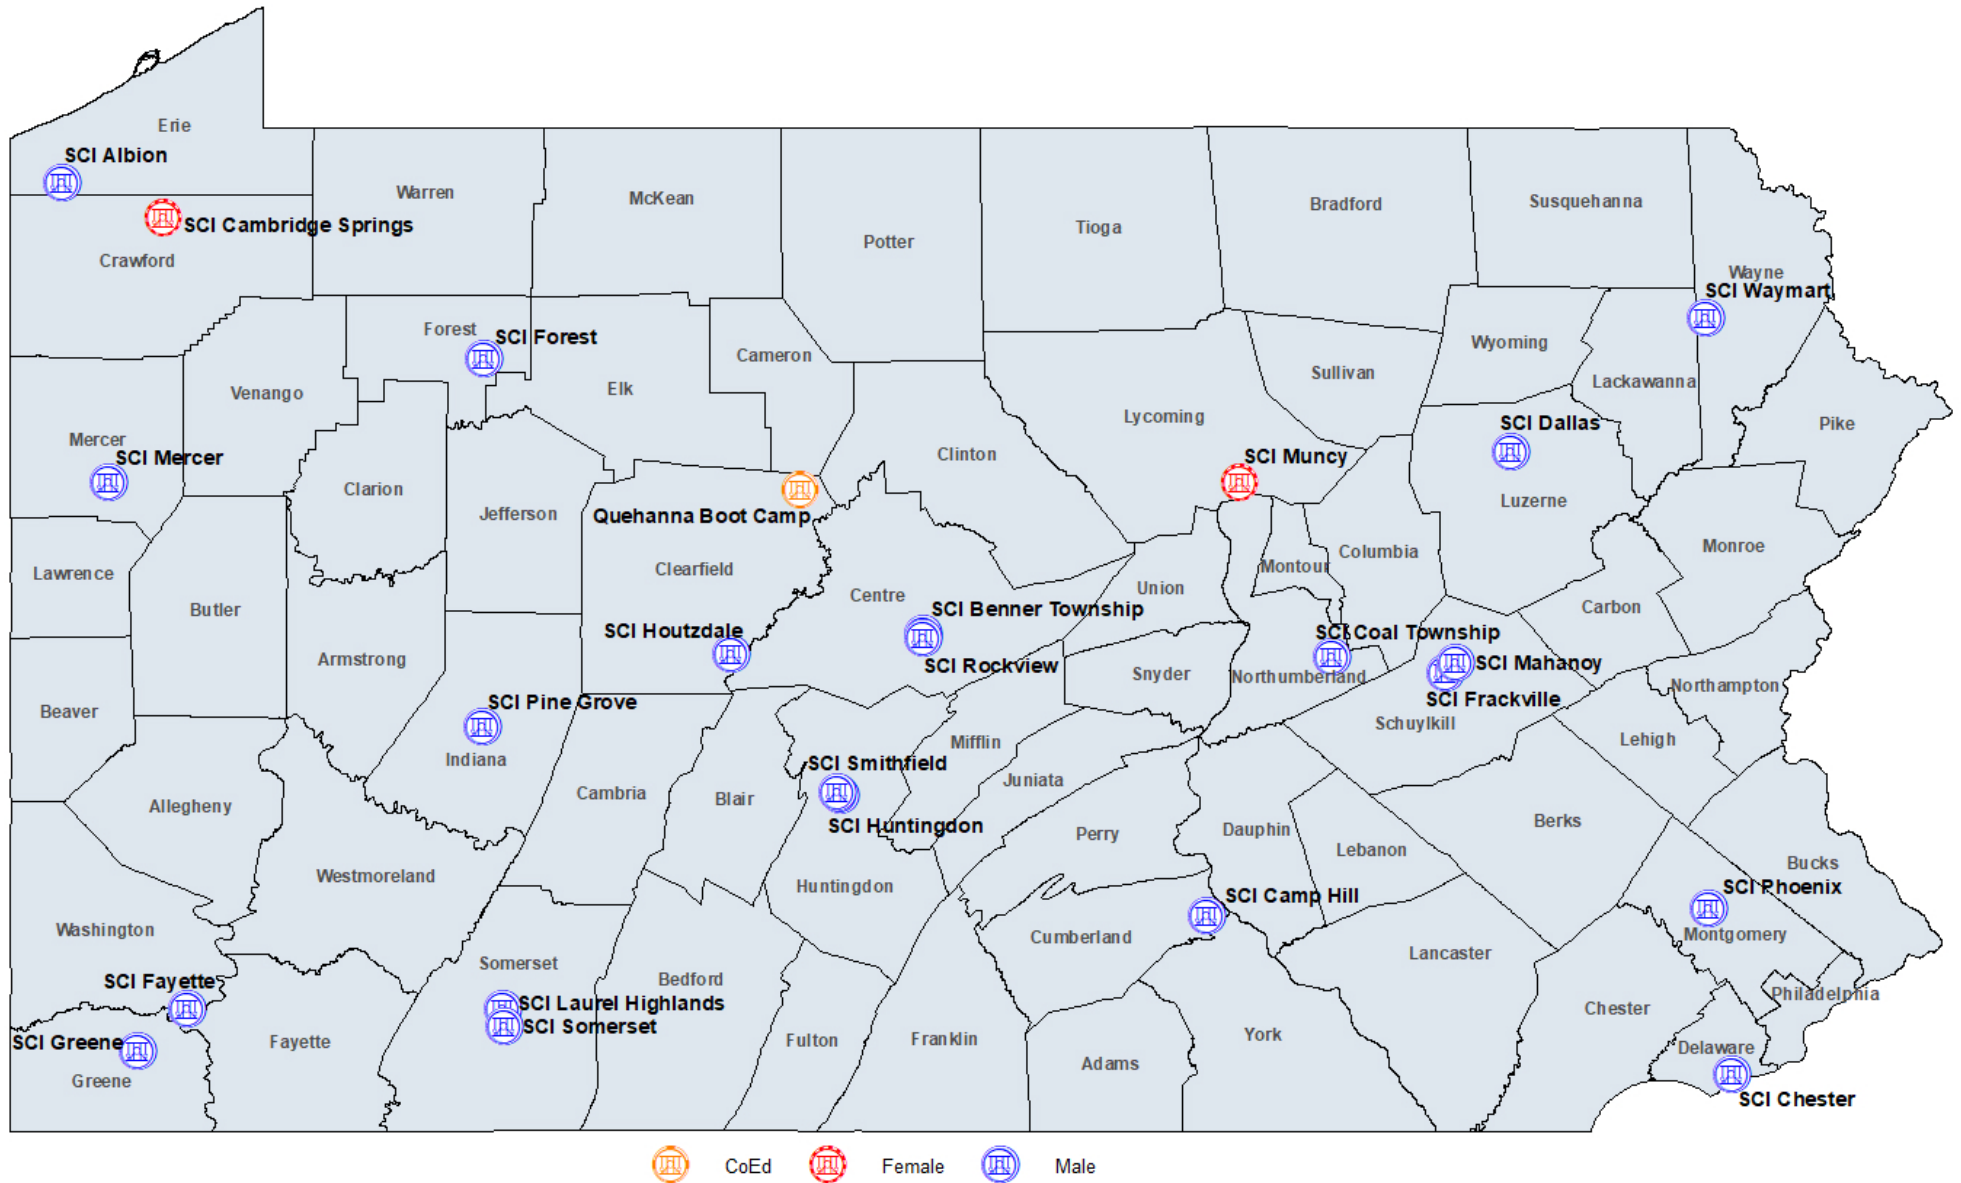 Erie
SCI Albion
Warren
McKean
SCI Cambridge Springs
Crawford
Potter
Tioga
Bradford
Susquehanna
Wayne
SCI Waymart
Forest
SCI Forest
Cameron
Elk
Venango
Sullivan
Wyoming
Lackawanna
Lycoming
SCI Dallas
Pike
Mercer
SCI Mercer
Clinton
SCI Muncy
Clarion
Jefferson
Quehanna Boot Camp
Luzerne
Lawrence
Butler
Clearfield
Centre
Union
Montour
Columbia
Monroe
Carbon
SCI Benner Township
SCI Houtzdale
SCI Rockview
SCI Coal Township
Armstrong
Snyder
Northumberland
SCI Mahanoy
SCI Frackville
Northampton
Beaver
SCI Pine Grove
Indiana
Schuylkill
Lehigh
Mifflin
SCI Smithfield
Juniata
Allegheny
Cambria
Blair
SCI Huntingdon
Perry
Dauphin
Lebanon
Berks
Bucks
Westmoreland
Huntingdon
SCI Camp Hill
SCI Phoenix
Montgomery
Washington
Cumberland
Lancaster
Somerset
Bedford
SCI Fayette
SCI Laurel Highlands
SCI Somerset
Philadelphia
Chester
SCI Greene
Greene
Fayette
Fulton
Franklin
Adams
York
Delaware
SCI Chester
CoEd
Female
Male